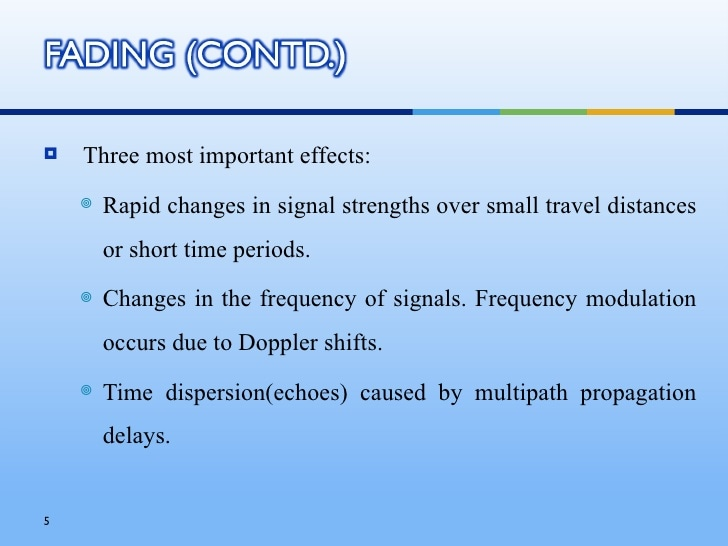 FADING (CONTD.)
Three most important effects:
Rapid changes in signal strengths over small travel distances
or short time periods.
Changes in the frequency of signals. Frequency modulation
occurs due to Doppler shifts.
Time dispersion(echoes) caused by multipath propagation
delays.
5